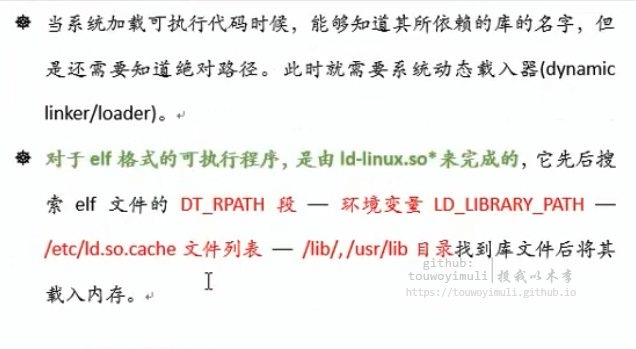 当系统加载可执行代码时候，能够知道其所依赖的库的名字，但
是还需要知道绝对路径。此时就需要系统动态载入器(dynamic
linker/loader)。
对于 elf 格式的可执行程序，是由 ld-linux.so*来完成的，它先后搜
索 elf 文件的 DT_RPATH 段 — 环境变量 LD_LIBRARY_PATH —
/etc/ld.so.cache 文件列表 — /lib/,/usr/lib 目录找到库文件后将其
载入内存。
github:
touwoyimuli|投我以木李
https://touwoyimuli.github.io